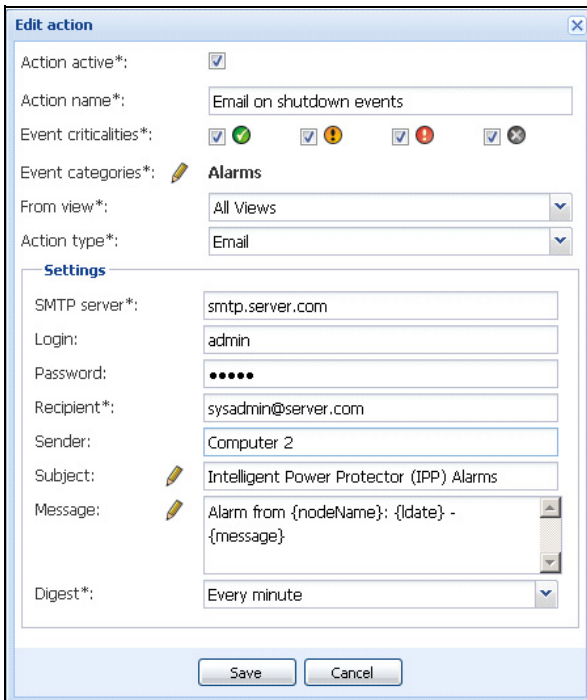 Edit action
Action active*:
Action name*: Email on shutdown events
Event criticalities*:
Event categories*: Alarms
From view*: All Views
Action type*: Email
Settings
SMTP server*: smtp.server.com
Login: admin
Password: •••••
Recipient*: sysadmin@server.com
Sender: Computer 2
Subject: Intelligent Power Protector (IPP) Alarms
Message: Alarm from {nodeName}: {ldate} -
{message}
Digest*: Every minute
Save Cancel